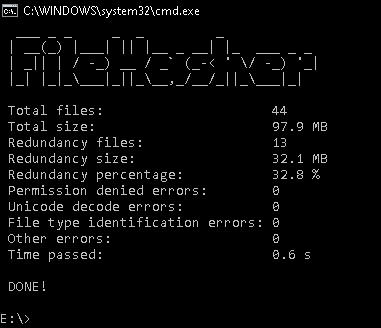 C:\WINDOWS\system32\cmd.exe
FileHasher
Total files: 44
Total size: 97.9 MB
Redundancy files: 13
Redundancy size: 32.1 MB
Redundancy percentage: 32.8 %
Permission denied errors: 0
Unicode decode errors: 0
File type identification errors: 0
Other errors: 0
Time passed: 0.6 s
DONE!
E:\>